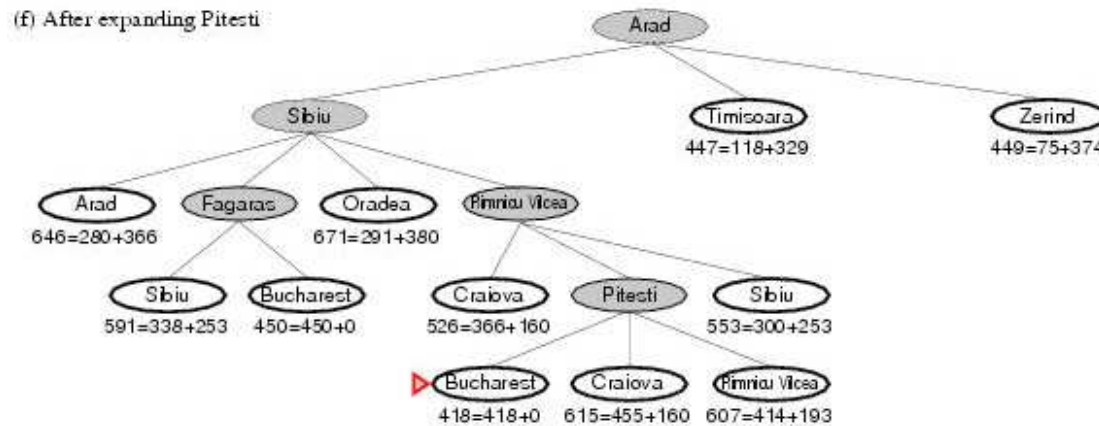 (f) After expanding Pitesti
Arad
Sibiu
Timisoara
Zerind
447=118+329
449=75+374
Arad
Fagaras
Oradea
Rimnicu Vilcea
646=280+366
671=291+380
Sibiu
Bucharest
Craiova
Pitesti
Sibiu
591=338+253
450=450+0
526=366+160
553=300+253
Bucharest
Craiova
Rimnicu Vilcea
418=418+0
615=455+160
607=414+193